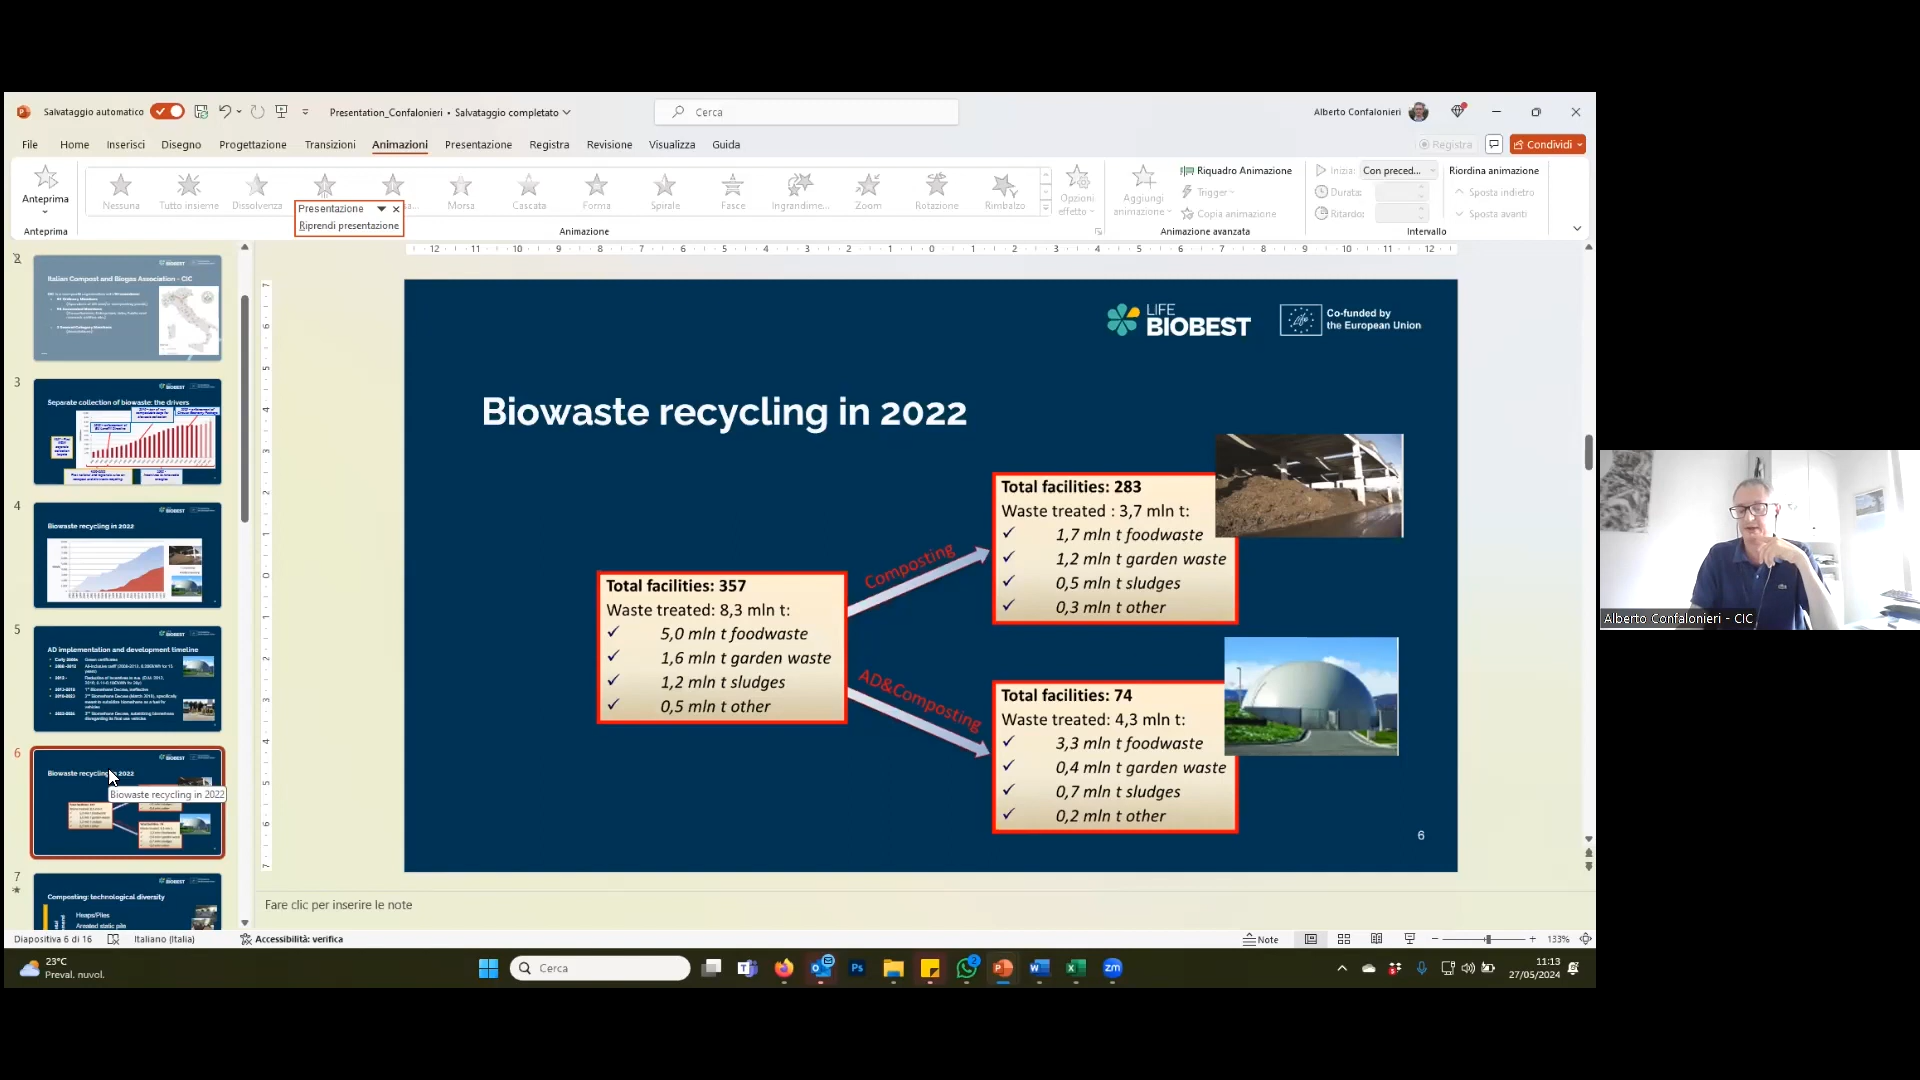 Salvataggio automatico
Presentation_Confalonieri • Salvataggio completato
Cerca
Alberto Confalonieri
File Home Inserisci Disegno Progettazione Transizioni Animazioni Presentazione Registra Revisione Visualizza Guida
Registra
Condividi
Anteprima
Nessuna Tutto insieme Dissolvenza Morsa Cascata Forma Spirale Fasce Ingrandime... Zoom Rotazione Rimbalzo
Opzioni effetto
Aggiungi animazione
Riquadro Animazione
Trigger
Copia animazione
Inizia: Con preced...
Durata:
Ritardo:
Riordina animazione
Sposta indietro
Sposta avanti
Presentazione
Riprendi presentazione
Anteprima
Animazione
Animazione avanzata
Intervallo
2
Italian Compost and Biogas Association - CIC
3
Separate collection of biowaste: the drivers
4
Biowaste recycling in 2022
5
AD implementation and development timeline
6
Biowaste recycling in 2022
Biowaste recycling in 2022
7
Composting: technological diversity
Heaps/Piles
Aerated static pile
LIFE
BIOBEST
Co-funded by
the European Union
Biowaste recycling in 2022
Total facilities: 357
Waste treated: 8,3 mln t:
✓ 5,0 mln t foodwaste
✓ 1,6 mln t garden waste
✓ 1,2 mln t sludges
✓ 0,5 mln t other
Composting
Total facilities: 283
Waste treated : 3,7 mln t:
✓ 1,7 mln t foodwaste
✓ 1,2 mln t garden waste
✓ 0,5 mln t sludges
✓ 0,3 mln t other
AD&Composting
Total facilities: 74
Waste treated: 4,3 mln t:
✓ 3,3 mln t foodwaste
✓ 0,4 mln t garden waste
✓ 0,7 mln t sludges
✓ 0,2 mln t other
6
Fare clic per inserire le note
Diapositiva 6 di 16
Italiano (Italia)
Accessibilità: verifica
Note
133%
23°C
Preval. nuvol.
Cerca
11:13
27/05/2024
Alberto Confalonieri - CIC